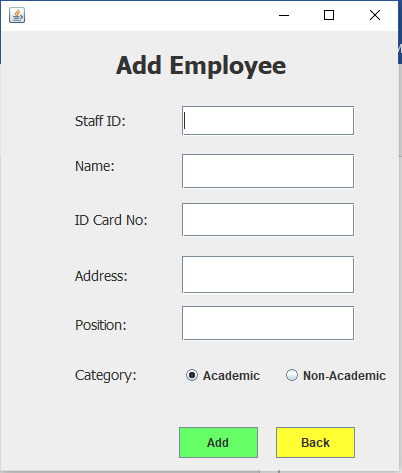 Add Employee
Staff ID:
Name:
ID Card No:
Address:
Position:
Category: Academic Non-Academic
Add Back